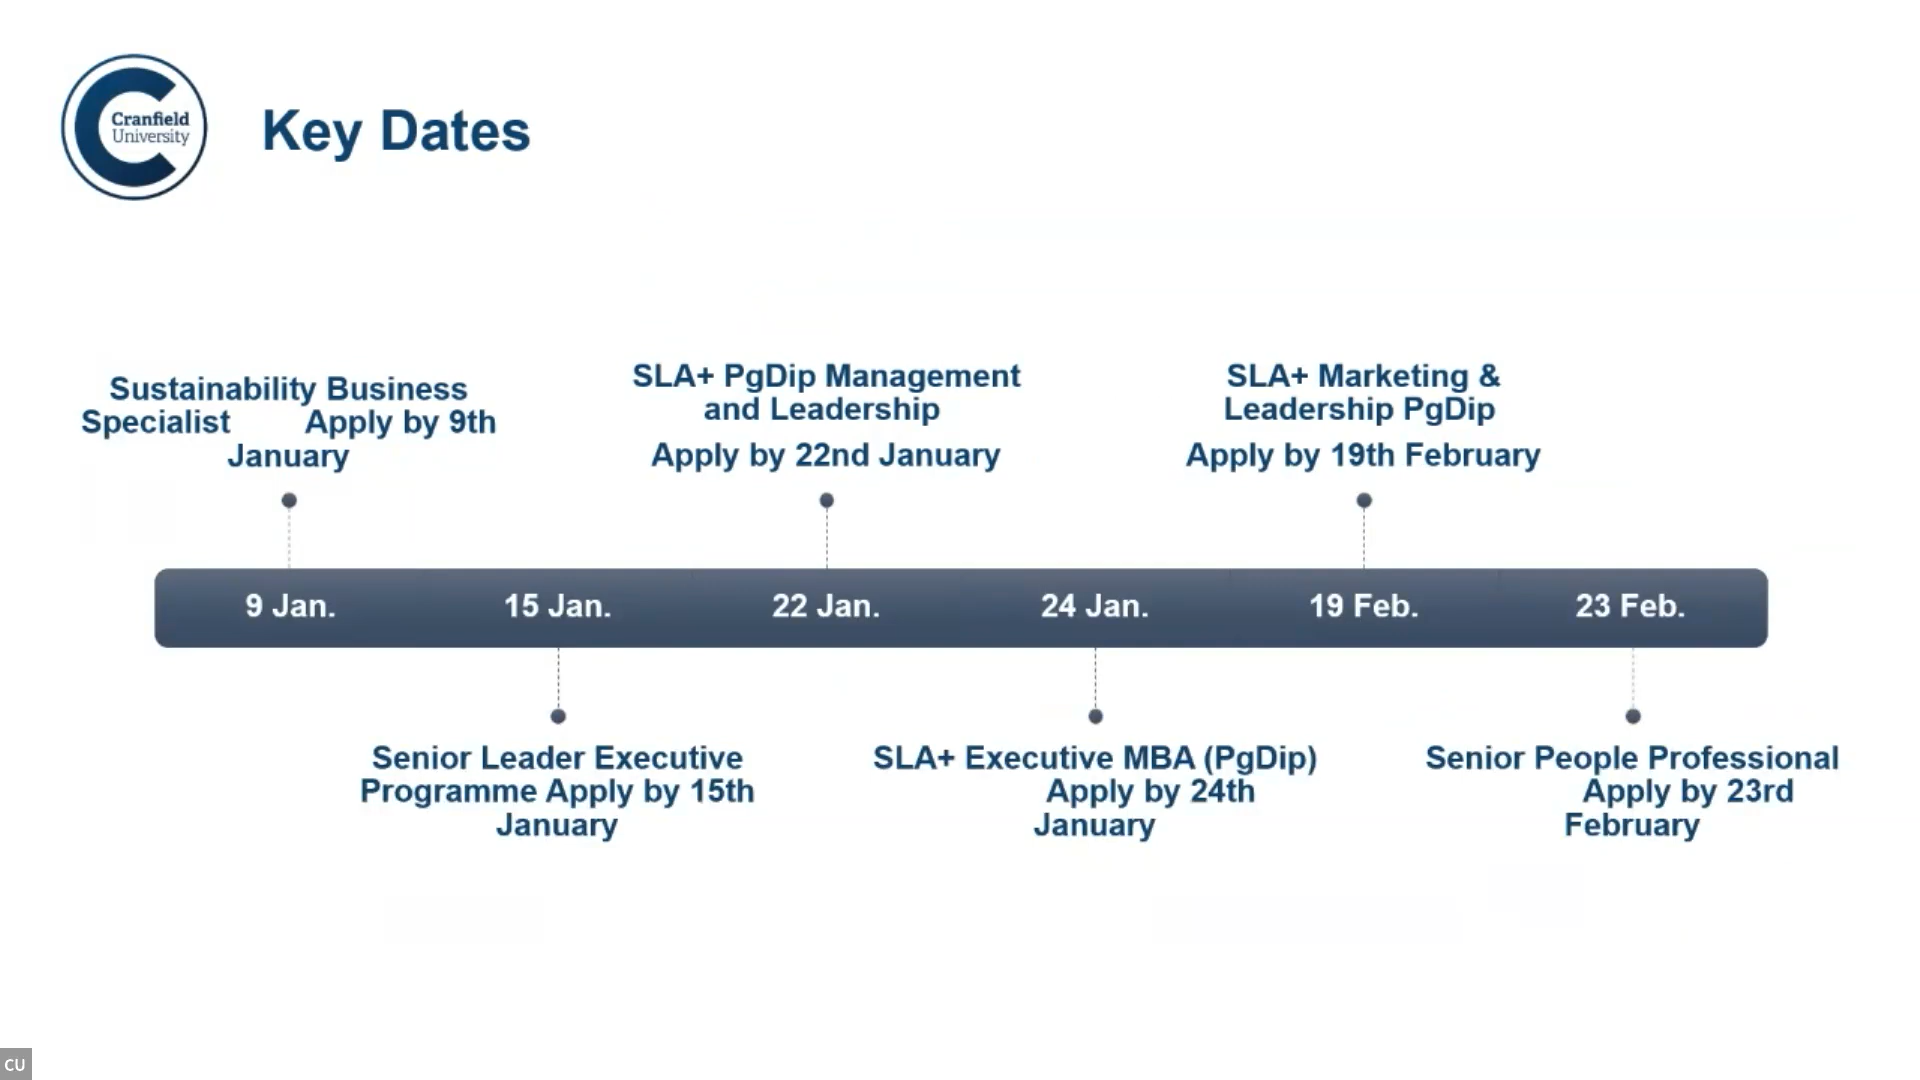 Cranfield
University
Key Dates
Sustainability Business
Specialist Apply by 9th
January
SLA+ PgDip Management
and Leadership
Apply by 22nd January
SLA+ Marketing &
Leadership PgDip
Apply by 19th February
9 Jan.
15 Jan.
22 Jan.
24 Jan.
19 Feb.
23 Feb.
Senior Leader Executive
Programme Apply by 15th
January
SLA+ Executive MBA (PgDip)
Apply by 24th
January
Senior People Professional
Apply by 23rd
February
CU